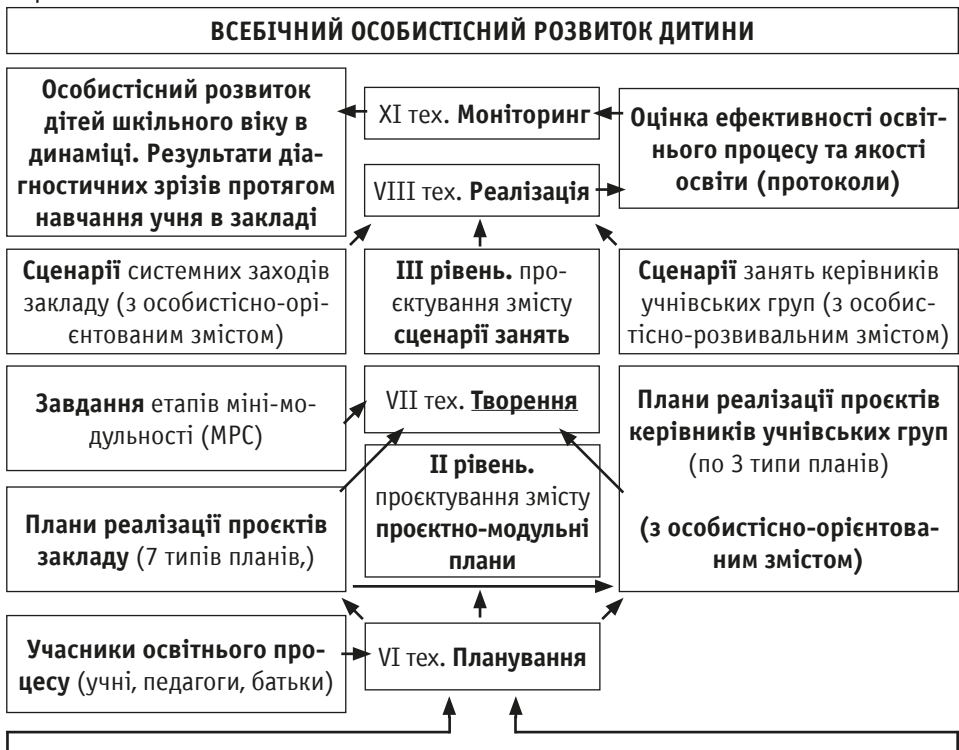 ВСЕБІЧНИЙ ОСОБИСТІСНИЙ РОЗВИТОК ДИТИНИ
Особистісний розвиток
дітей шкільного віку в
динаміці. Результати діа-
гностичних зрізів протягом
навчання учня в закладі
XI тех. Моніторинг
VIII тех. Реалізація
Оцінка ефективності освіт-
нього процесу та якості
освіти (протоколи)
Сценарії системних заходів
закладу (з особистісно-орі-
єнтованим змістом)
III рівень. про-
єктування змісту
сценарії занять
Сценарії занять керівників
учнівських груп (з особис-
тісно-розвивальним змістом)
Завдання етапів міні-мо-
дульності (МРС)
VII тех. Творення
Плани реалізації проєктів
керівників учнівських груп
(по 3 типи планів)
(з особистісно-орієнтова-
ним змістом)
II рівень.
проєктування змісту
проєктно-модульні
плани
Плани реалізації проєктів
закладу (7 типів планів,)
Учасники освітнього про-
цесу (учні, педагоги, батьки)
VI тех. Планування